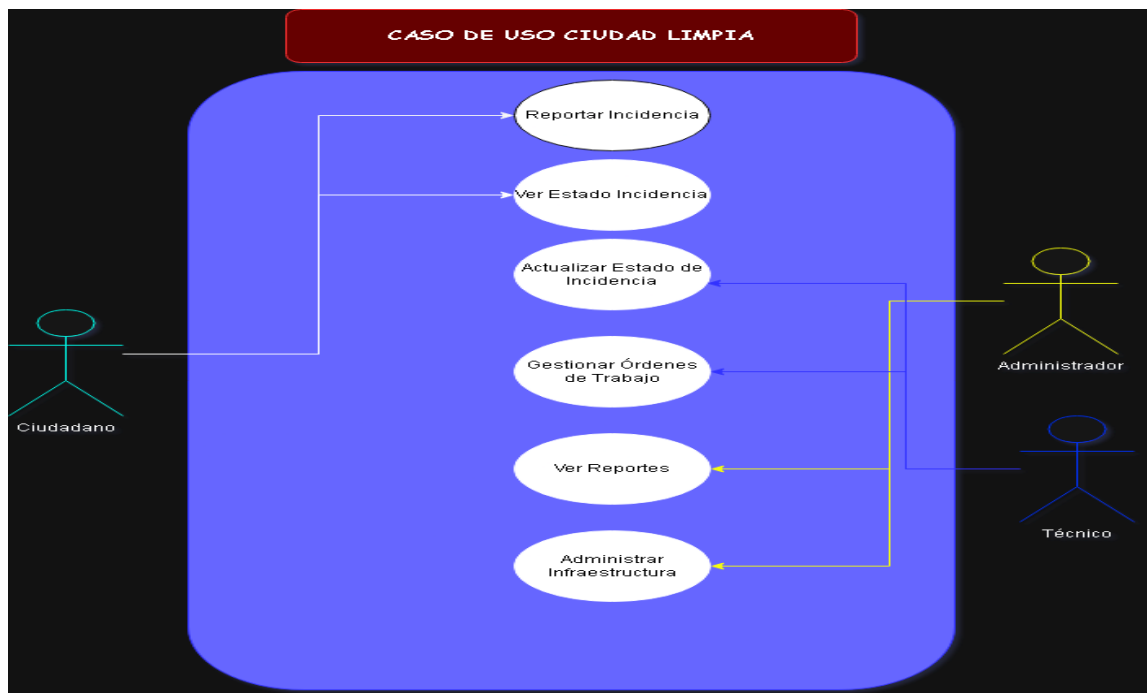 CASO DE USO CIUDAD LIMPIA
Reportar Incidencia
Ver Estado Incidencia
Actualizar Estado de
Incidencia
Gestionar Órdenes
de Trabajo
Ver Reportes
Administrar
Infraestructura
Ciudadano
Administrador
Técnico